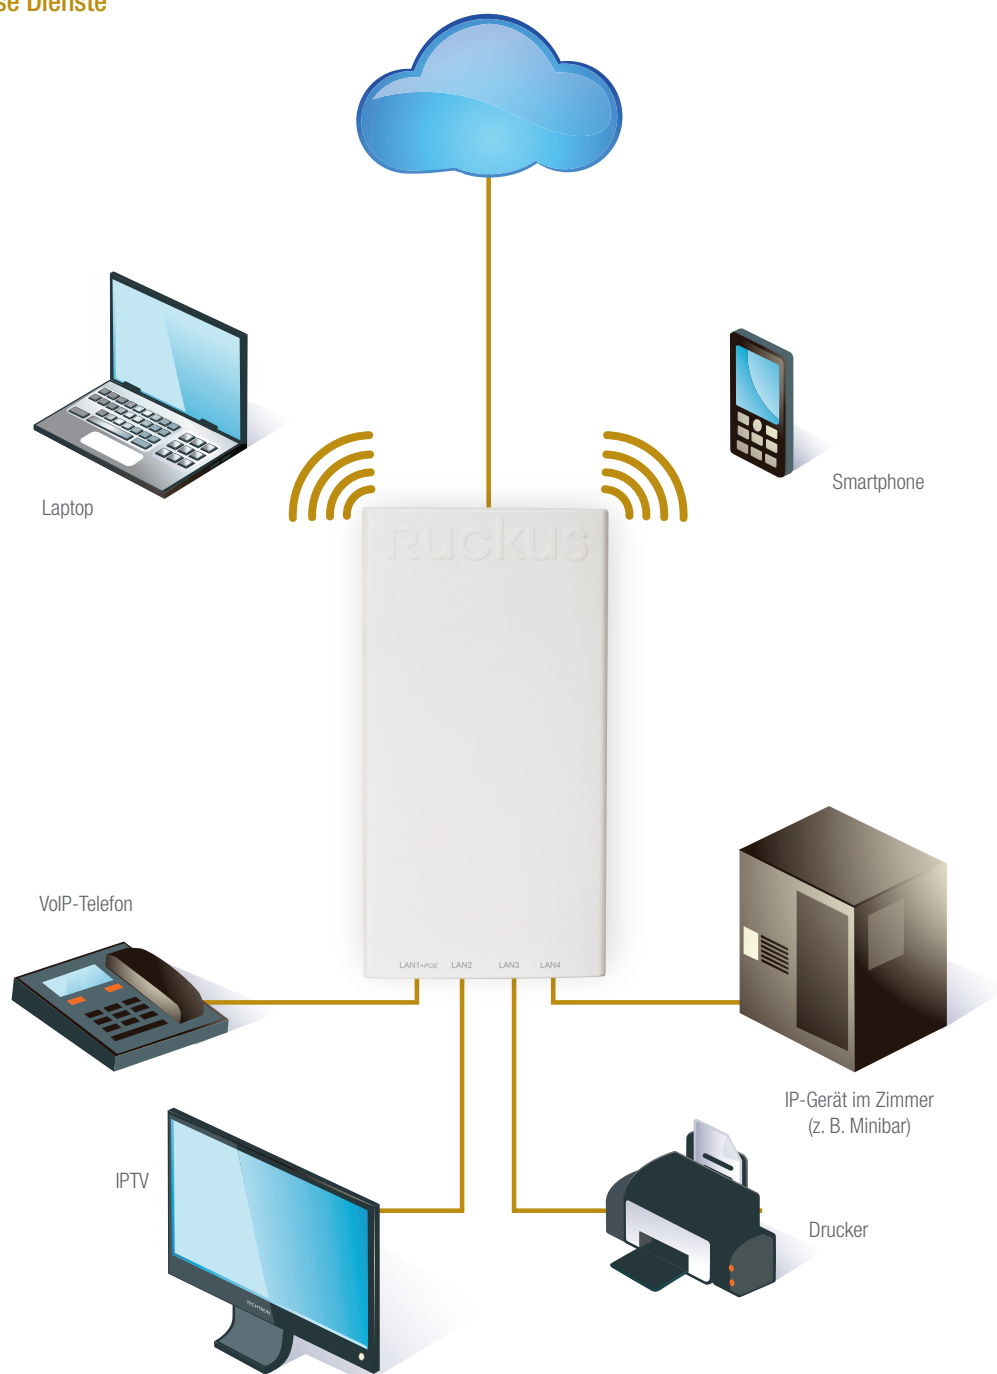 se Dienste
Laptop
Smartphone
Ruckus
VoIP-Telefon
LAN1+POE LAN2 LAN3 LAN4
IP-Gerät im Zimmer
(z. B. Minibar)
IPTV
Drucker
TECHTRON